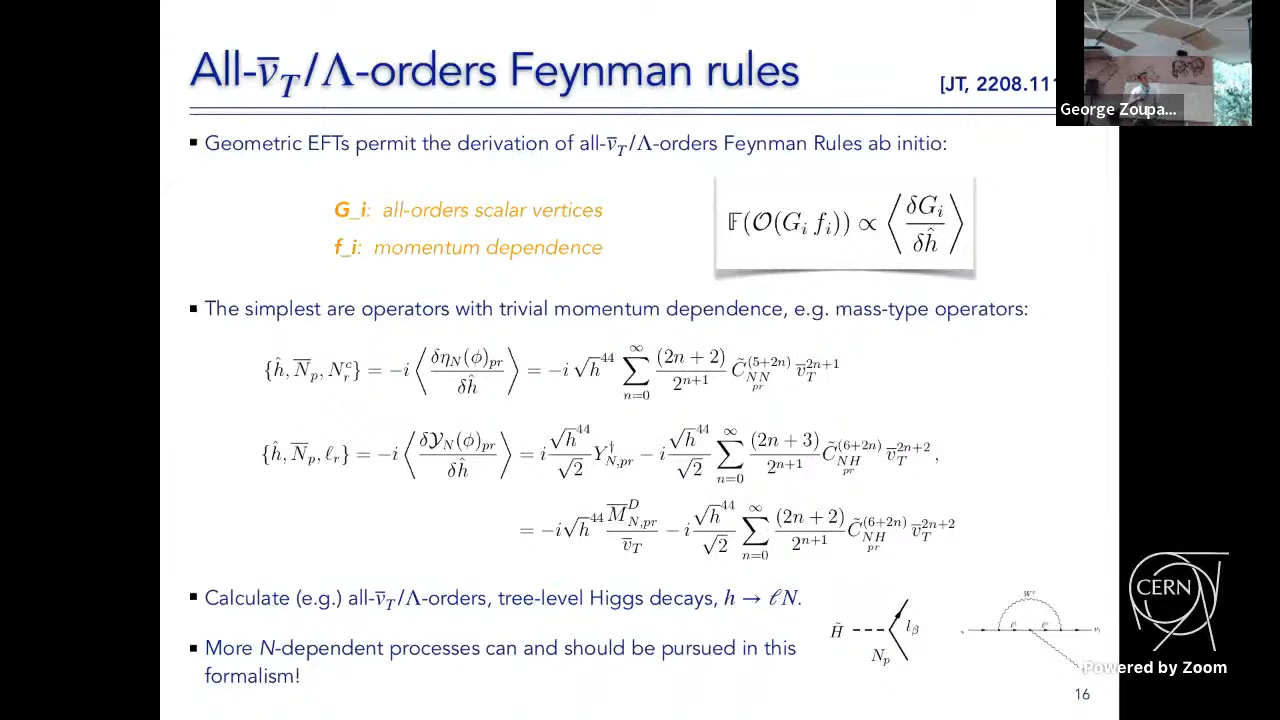 All-v̅_T/Λ-orders Feynman rules
[JT, 2208.11
George Zoupa...
▪ Geometric EFTs permit the derivation of all-v̅_T/Λ-orders Feynman Rules ab initio:
G_i: all-orders scalar vertices
f_i: momentum dependence
𝔽(𝒪(G_i f_i)) ∝ ⟨δG_i/δĥ⟩
▪ The simplest are operators with trivial momentum dependence, e.g. mass-type operators:
{ĥ, N̅_p, N_r^c} = −i ⟨δη_N(ϕ)_pr/δĥ⟩ = −i √h^44 ∑_{n=0}^{∞} (2n + 2)/2^{n+1} C̃_{NN, pr}^{(5+2n)} v̅_T^{2n+1}
{ĥ, N̅_p, ℓ_r} = −i ⟨δ𝒴_N(ϕ)_pr/δĥ⟩ = i √h^44/√2 Y_{N,pr}^† − i √h^44/√2 ∑_{n=0}^{∞} (2n + 3)/2^{n+1} C̃_{NH, pr}^{(6+2n)} v̅_T^{2n+2} ,
= −i√h^44 M̅_{N,pr}^D/v̅_T − i √h^44/√2 ∑_{n=0}^{∞} (2n + 2)/2^{n+1} C̃_{NH, pr}^{(6+2n)} v̅_T^{2n+2}
▪ Calculate (e.g.) all-v̅_T/Λ-orders, tree-level Higgs decays, h → ℓN.
▪ More N-dependent processes can and should be pursued in this
formalism!
H̃
l_β
N_p
CERN
Powered by Zoom
16